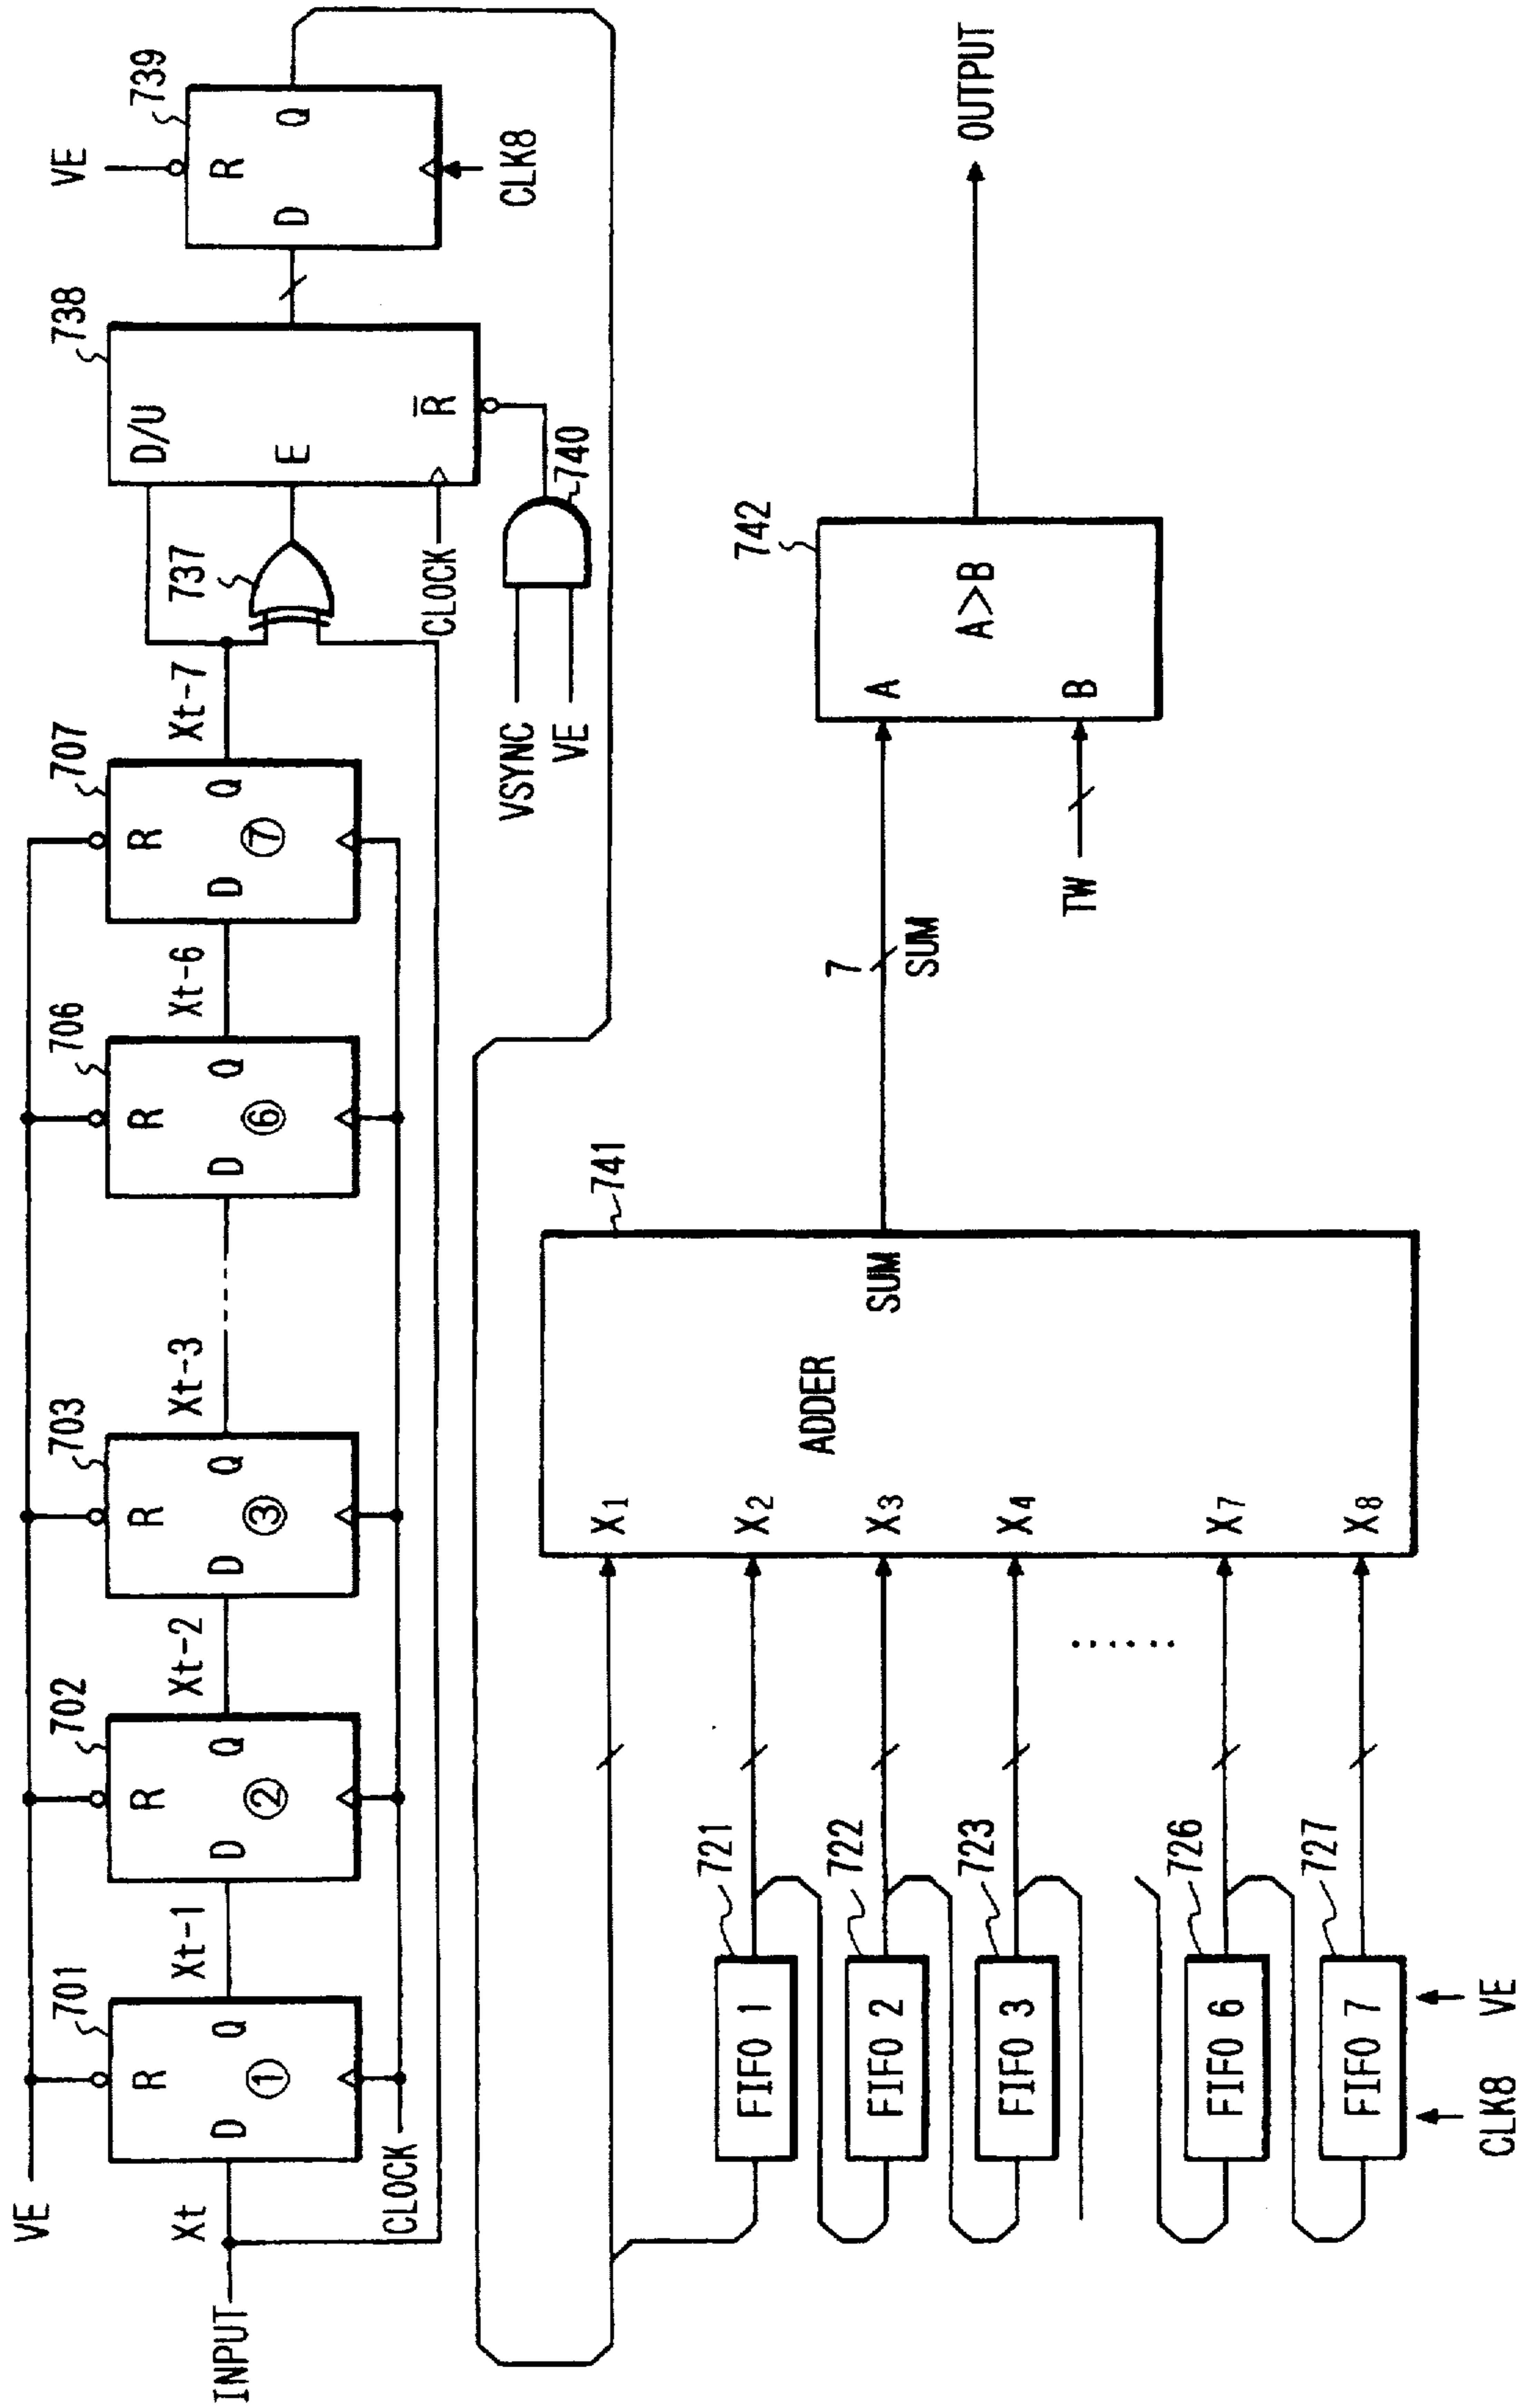 VE
701
702
703
706
707
R
R
R
R
R
Xt
Xt-1
Xt-2
Xt-3
Xt-6
Xt-7
INPUT
D
Q
D
Q
D
Q
D
Q
D
Q
①
②
③
⑥
⑦
CLOCK
737
738
D/U
E
R̅
CLOCK
VSYNC
VE
740
VE
739
R
D
Q
CLK8
741
X1
X2
X3
X4
X7
X8
ADDER
SUM
721
FIFO 1
722
FIFO 2
723
FIFO 3
726
FIFO 6
727
FIFO 7
CLK8
VE
7
SUM
TW
742
A
B
A>B
OUTPUT